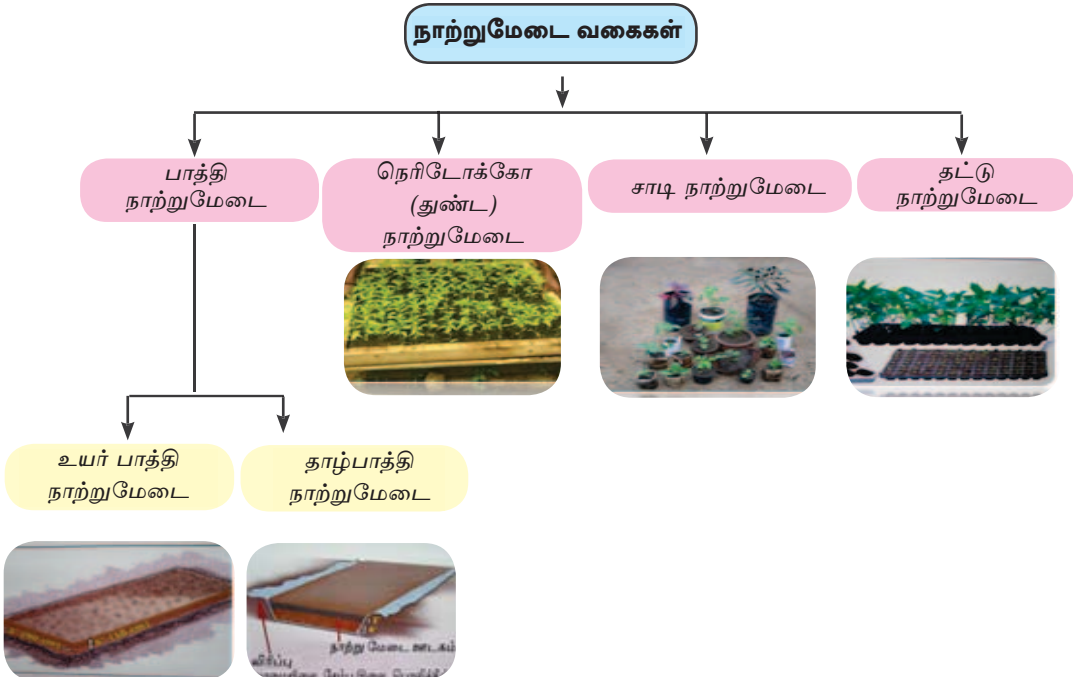 நாற்றுமேடை வகைகள்
பாத்தி
நாற்றுமேடை
நெரிடோக்கோ
(துண்ட)
நாற்றுமேடை
சாடி நாற்றுமேடை
தட்டு
நாற்றுமேடை
உயர் பாத்தி
நாற்றுமேடை
தாழ்பாத்தி
நாற்றுமேடை
நாற்று மேடை ஊடகம்
விரிப்பு